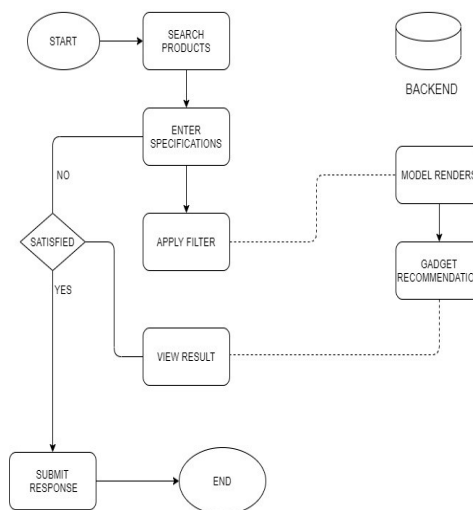 START
SEARCH
PRODUCTS
BACKEND
ENTER
SPECIFICATIONS
NO
MODEL RENDERS
SATISFIED
APPLY FILTER
GADGET
RECOMMENDATION
YES
VIEW RESULT
SUBMIT
RESPONSE
END